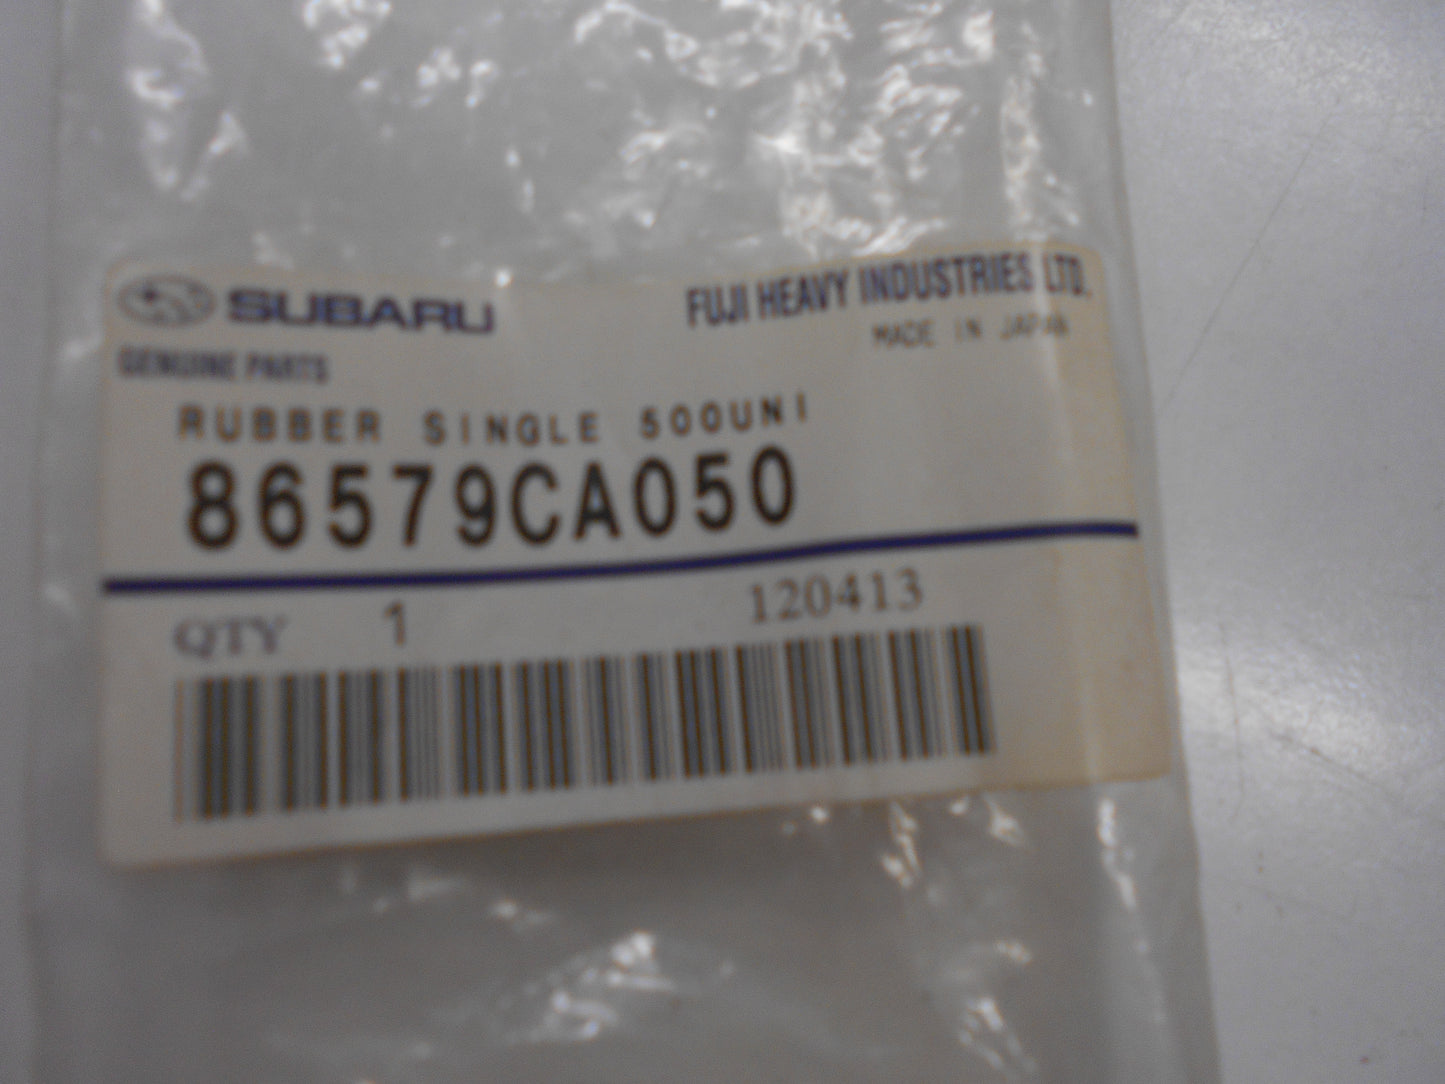 SUBARU
FUJI HEAVY INDUSTRIES LTD.
MADE IN JAPAN
GENUINE PARTS
RUBBER SINGLE 500UNI
86579CA050
QTY 1
120413